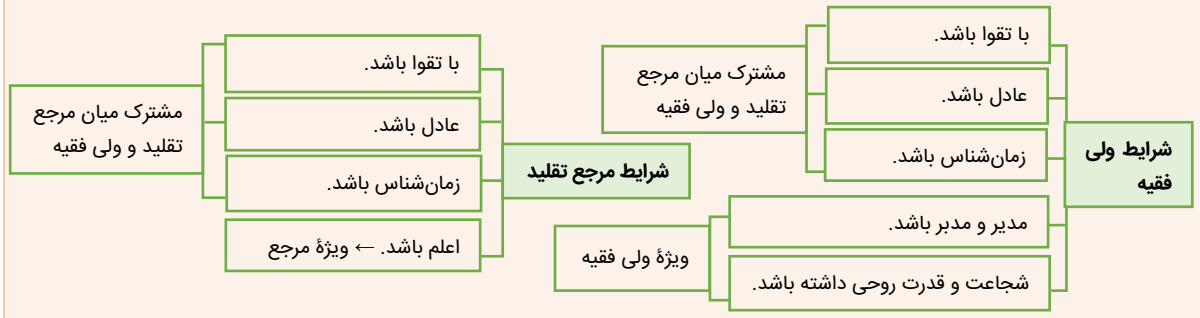 شرایط ولی
فقیه
با تقوا باشد.
عادل باشد.
زمان‌شناس باشد.
مشترک میان مرجع
تقلید و ولی فقیه
مدیر و مدبر باشد.
شجاعت و قدرت روحی داشته باشد.
ویژهٔ ولی فقیه
شرایط مرجع تقلید
با تقوا باشد.
عادل باشد.
زمان‌شناس باشد.
مشترک میان مرجع
تقلید و ولی فقیه
اعلم باشد. ← ویژهٔ مرجع